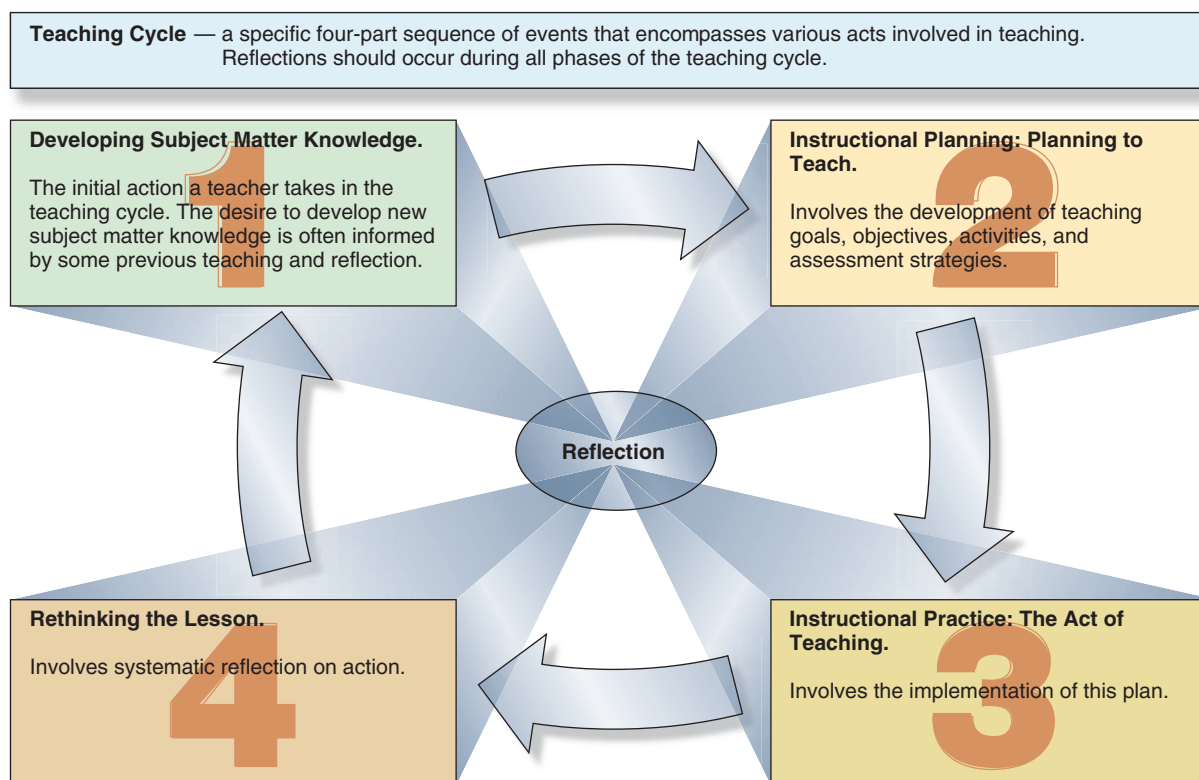 Teaching Cycle — a specific four-part sequence of events that encompasses various acts involved in teaching.
Reflections should occur during all phases of the teaching cycle.
1
Developing Subject Matter Knowledge.
The initial action a teacher takes in the
teaching cycle. The desire to develop new
subject matter knowledge is often informed
by some previous teaching and reflection.
2
Instructional Planning: Planning to
Teach.
Involves the development of teaching
goals, objectives, activities, and
assessment strategies.
Reflection
4
Rethinking the Lesson.
Involves systematic reflection on action.
3
Instructional Practice: The Act of
Teaching.
Involves the implementation of this plan.